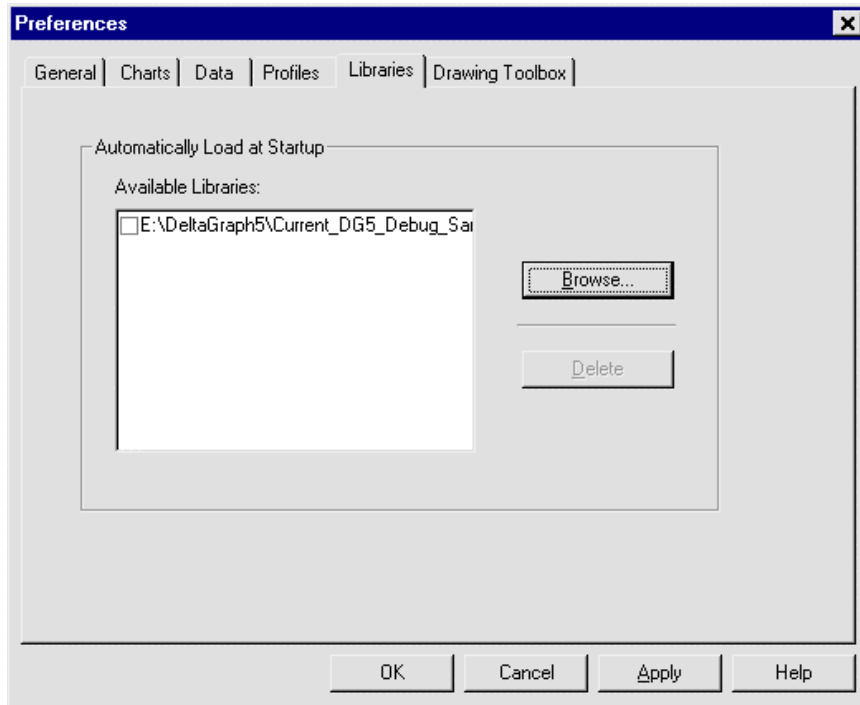 Preferences
General Charts Data Profiles Libraries Drawing Toolbox
Automatically Load at Startup
Available Libraries:
E:\DeltaGraph5\Current_DG5_Debug_Sar
Browse...
Delete
OK Cancel Apply Help